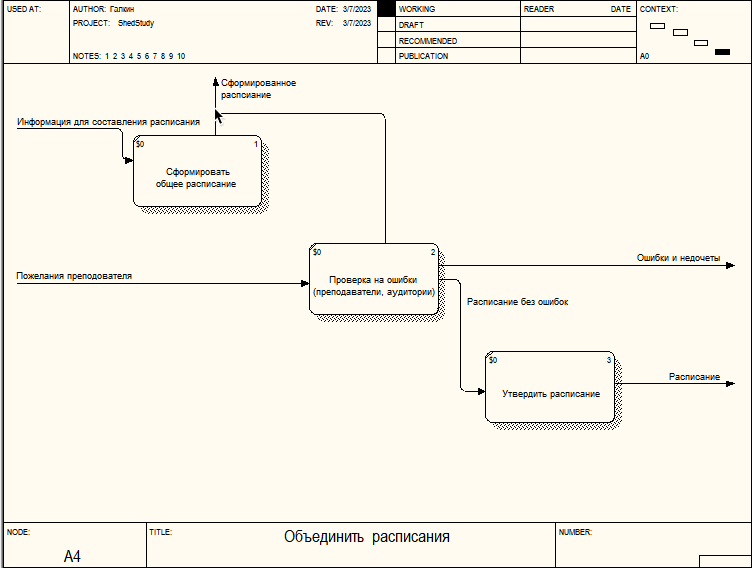 USED AT:
AUTHOR: Галкин
DATE: 3/7/2023
WORKING
READER
DATE
CONTEXT:
PROJECT: ShedStudy
REV: 3/7/2023
DRAFT
RECOMMENDED
NOTES: 1 2 3 4 5 6 7 8 9 10
PUBLICATION
A0
Сформированное
распсиание
Информация для составления расписания
$0
1
Сформировать
общее расписание
$0
2
Ошибки и недочеты
Пожелания преподователя
Проверка на ошибки
(преподаватели, аудитории)
Расписание без ошибок
$0
3
Расписание
Утвердить расписание
NODE:
TITLE:
Объединить расписания
NUMBER:
A4